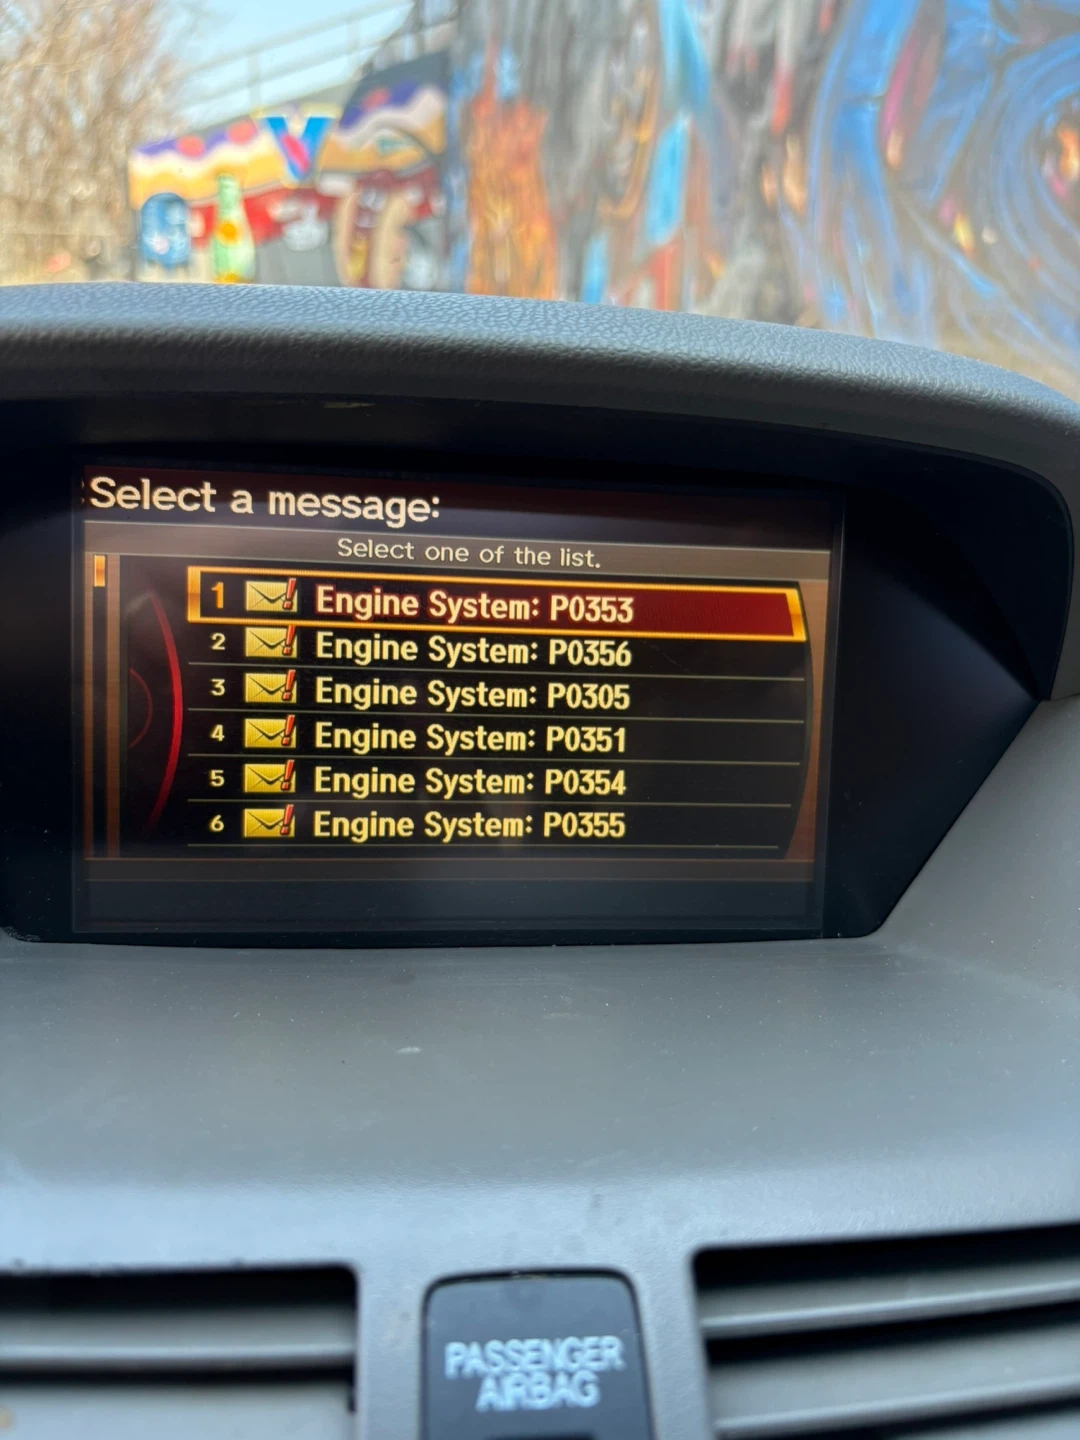 Select a message:
Select one of the list.
1 Engine System: P0353
2 Engine System: P0356
3 Engine System: P0305
4 Engine System: P0351
5 Engine System: P0354
6 Engine System: P0355
PASSENGER
AIRBAG